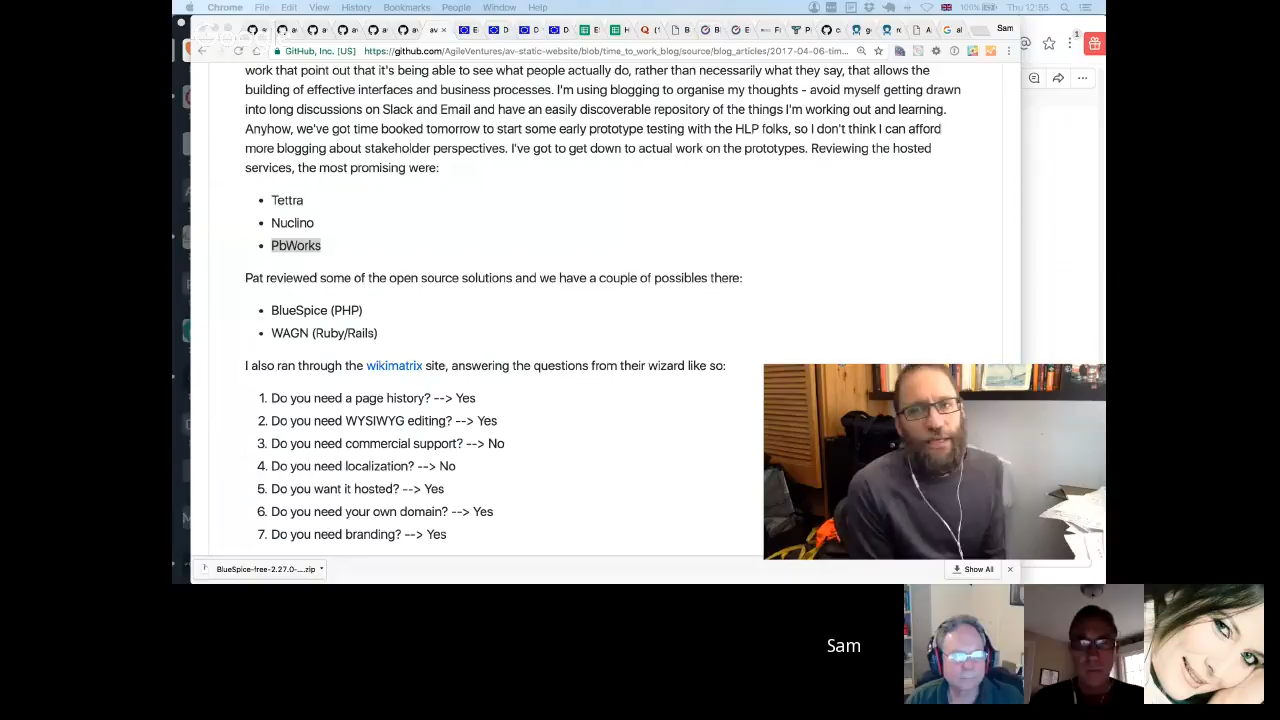 Chrome File Edit View History Bookmarks People Window Help 100% Thu 12:55
Sam
GitHub, Inc. [US] https://github.com/AgileVentures/av-static-website/blob/time_to_work_blog/source/blog_articles/2017-04-06-tim...
work that point out that it's being able to see what people actually do, rather than necessarily what they say, that allows the
building of effective interfaces and business processes. I'm using blogging to organise my thoughts - avoid myself getting drawn
into long discussions on Slack and Email and have an easily discoverable repository of the things I'm working out and learning.
Anyhow, we've got time booked tomorrow to start some early prototype testing with the HLP folks, so I don't think I can afford
more blogging about stakeholder perspectives. I've got to get down to actual work on the prototypes. Reviewing the hosted
services, the most promising were:
• Tettra
• Nuclino
• PbWorks
Pat reviewed some of the open source solutions and we have a couple of possibles there:
• BlueSpice (PHP)
• WAGN (Ruby/Rails)
I also ran through the wikimatrix site, answering the questions from their wizard like so:
1. Do you need a page history? --> Yes
2. Do you need WYSIWYG editing? --> Yes
3. Do you need commercial support? --> No
4. Do you need localization? --> No
5. Do you want it hosted? --> Yes
6. Do you need your own domain? --> Yes
7. Do you need branding? --> Yes
BlueSpice-free-2.27.0-....zip
Show All
Sam